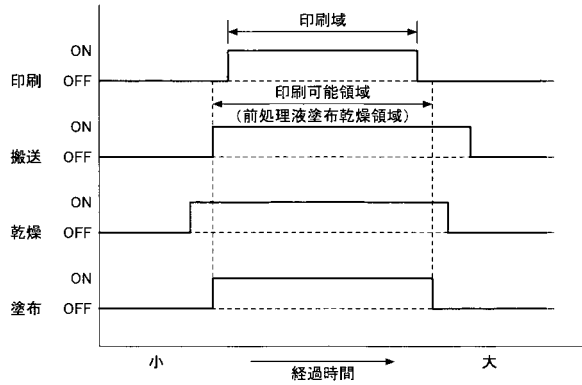 印刷域
ON
印刷 OFF
印刷可能領域
(前処理液塗布乾燥領域)
ON
搬送 OFF
ON
乾燥 OFF
ON
塗布 OFF
小 大
経過時間